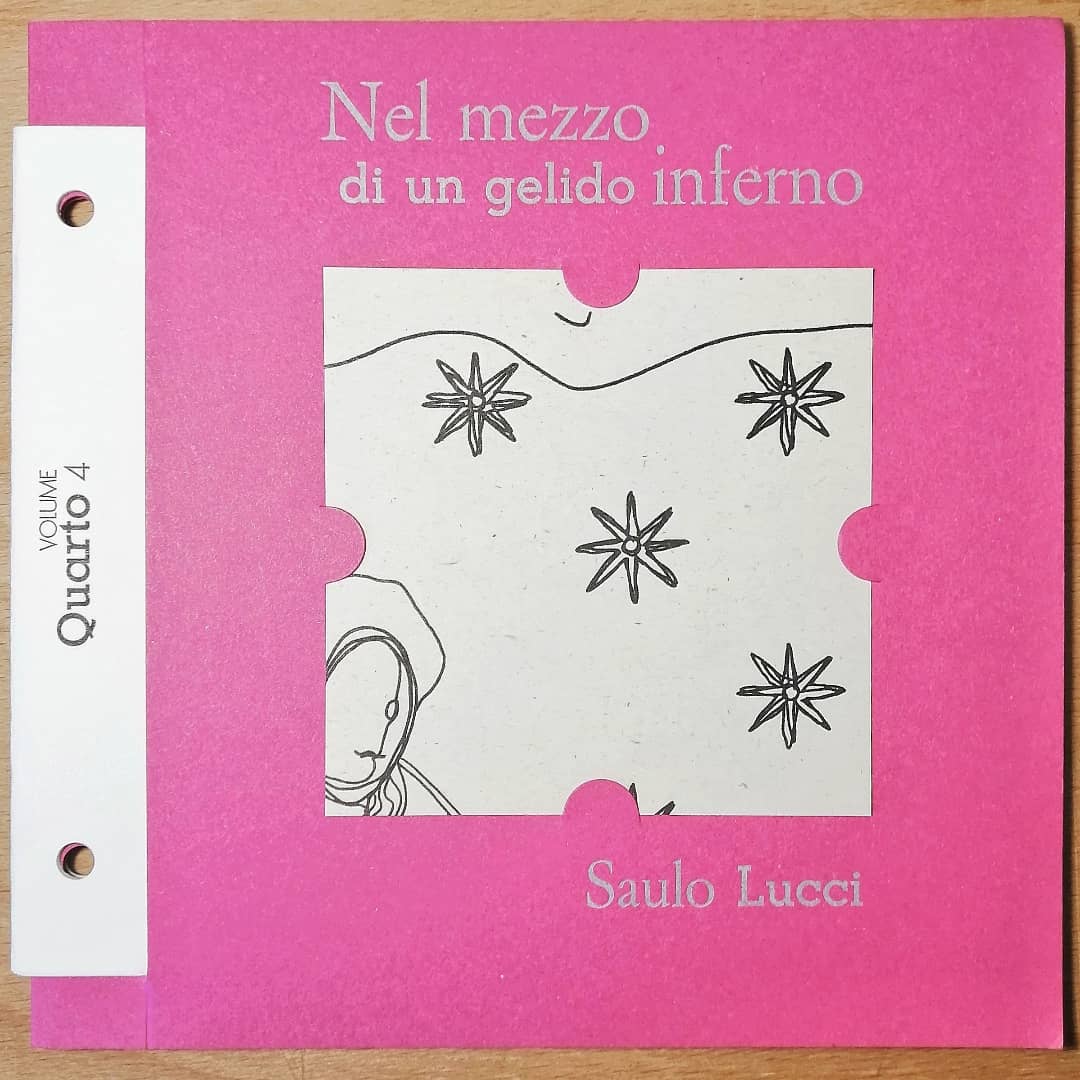 Nel mezzo
di un gelido inferno
VOLUME
Quarto 4
Saulo Lucci